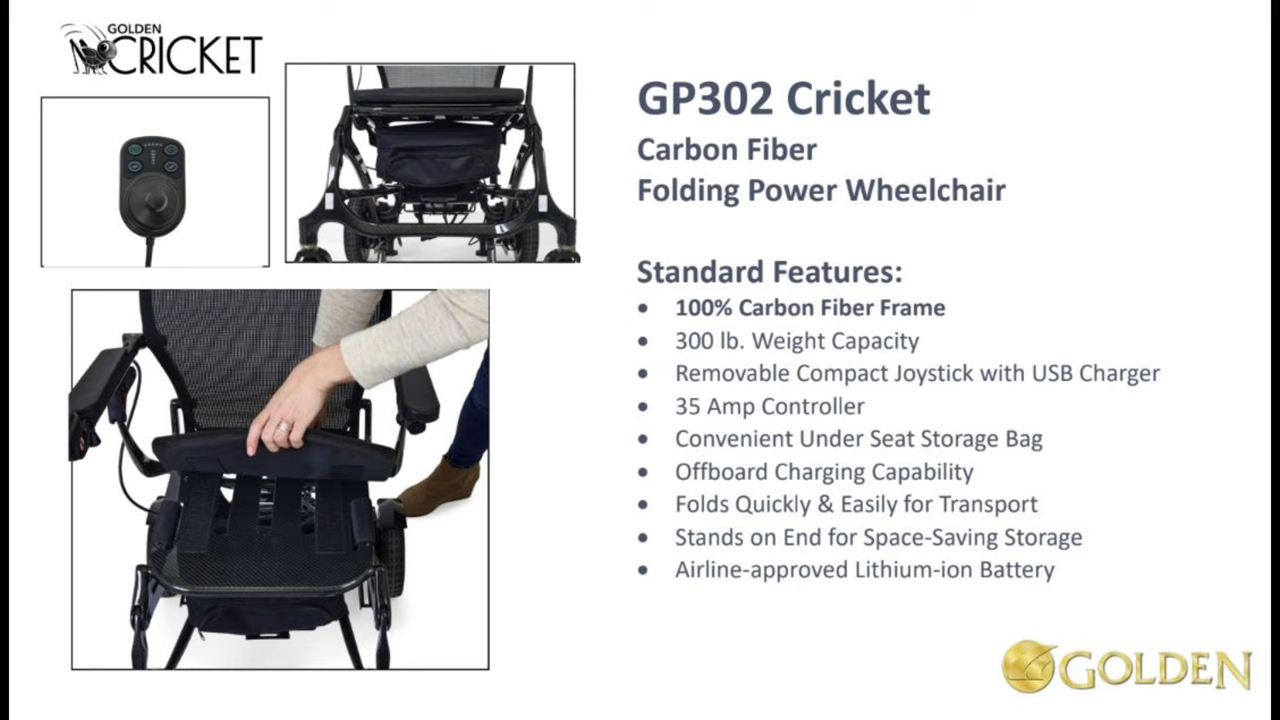 GOLDEN
CRICKET
GP302 Cricket
Carbon Fiber
Folding Power Wheelchair
Standard Features:
• 100% Carbon Fiber Frame
• 300 lb. Weight Capacity
• Removable Compact Joystick with USB Charger
• 35 Amp Controller
• Convenient Under Seat Storage Bag
• Offboard Charging Capability
• Folds Quickly & Easily for Transport
• Stands on End for Space-Saving Storage
• Airline-approved Lithium-ion Battery
GOLDEN